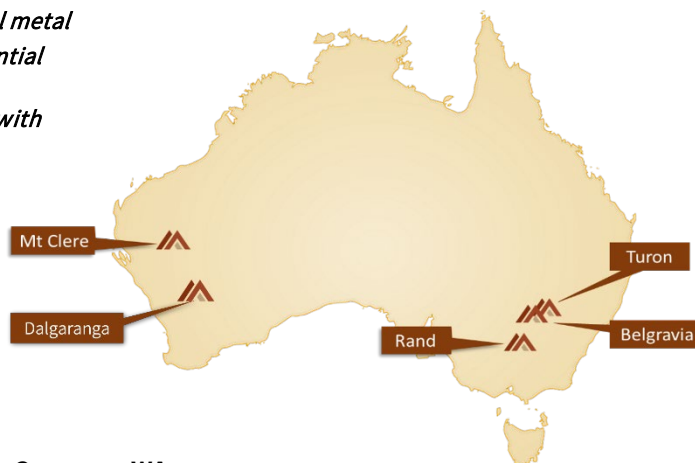 metal
ntial
with
Mt Clere
Turon
Dalgaranga
Rand
Belgravia